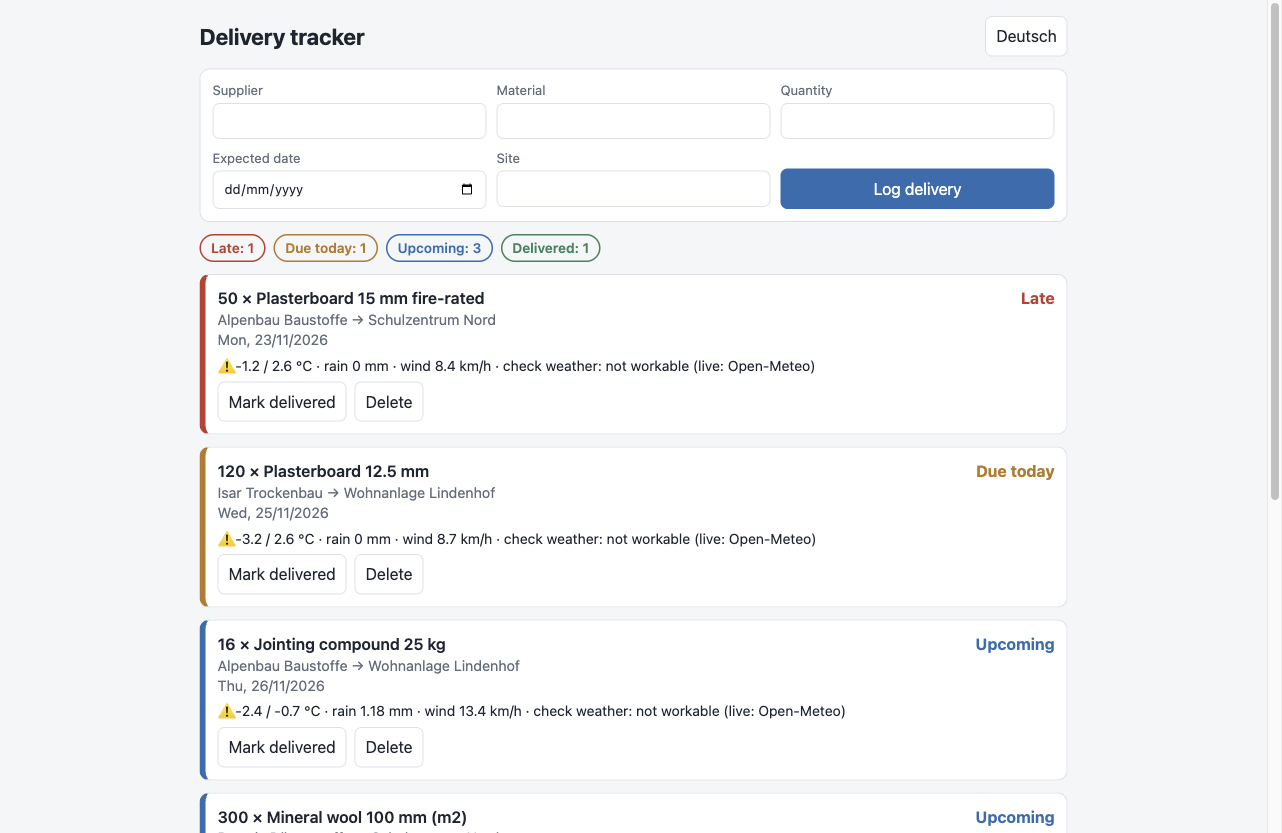 Delivery tracker
Deutsch
Supplier
Material
Quantity
Expected date
Site
dd/mm/yyyy
Log delivery
Late: 1
Due today: 1
Upcoming: 3
Delivered: 1
50 × Plasterboard 15 mm fire-rated
Late
Alpenbau Baustoffe → Schulzentrum Nord
Mon, 23/11/2026
⚠️-1.2 / 2.6 °C · rain 0 mm · wind 8.4 km/h · check weather: not workable (live: Open-Meteo)
Mark delivered
Delete
120 × Plasterboard 12.5 mm
Due today
Isar Trockenbau → Wohnanlage Lindenhof
Wed, 25/11/2026
⚠️-3.2 / 2.6 °C · rain 0 mm · wind 8.7 km/h · check weather: not workable (live: Open-Meteo)
Mark delivered
Delete
16 × Jointing compound 25 kg
Upcoming
Alpenbau Baustoffe → Wohnanlage Lindenhof
Thu, 26/11/2026
⚠️-2.4 / -0.7 °C · rain 1.18 mm · wind 13.4 km/h · check weather: not workable (live: Open-Meteo)
Mark delivered
Delete
300 × Mineral wool 100 mm (m2)
Upcoming